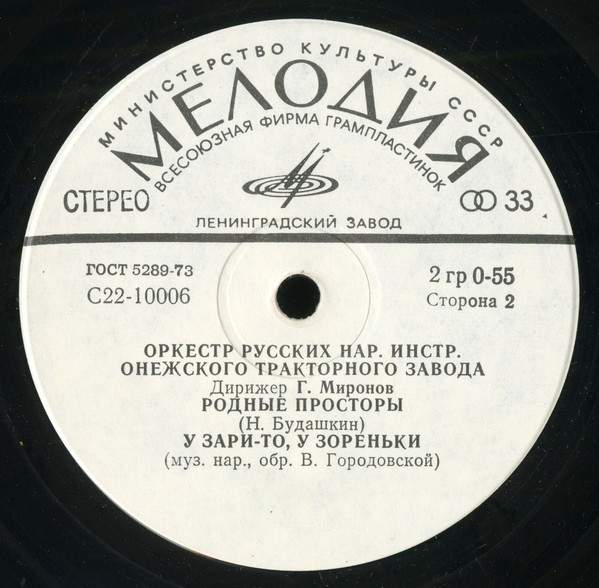 МИНИСТЕРСТВО КУЛЬТУРЫ СССР
МЕЛОДИЯ
ВСЕСОЮЗНАЯ ФИРМА ГРАМПЛАСТИНОК
СТЕРЕО
33
ЛЕНИНГРАДСКИЙ ЗАВОД
ГОСТ 5289-73
2 гр 0-55
С22-10006
Сторона 2
ОРКЕСТР РУССКИХ НАР. ИНСТР.
ОНЕЖСКОГО ТРАКТОРНОГО ЗАВОДА
Дирижер Г. Миронов
РОДНЫЕ ПРОСТОРЫ
(Н. Будашкин)
У ЗАРИ-ТО, У ЗОРЕНЬКИ
(муз. нар., обр. В. Городовской)